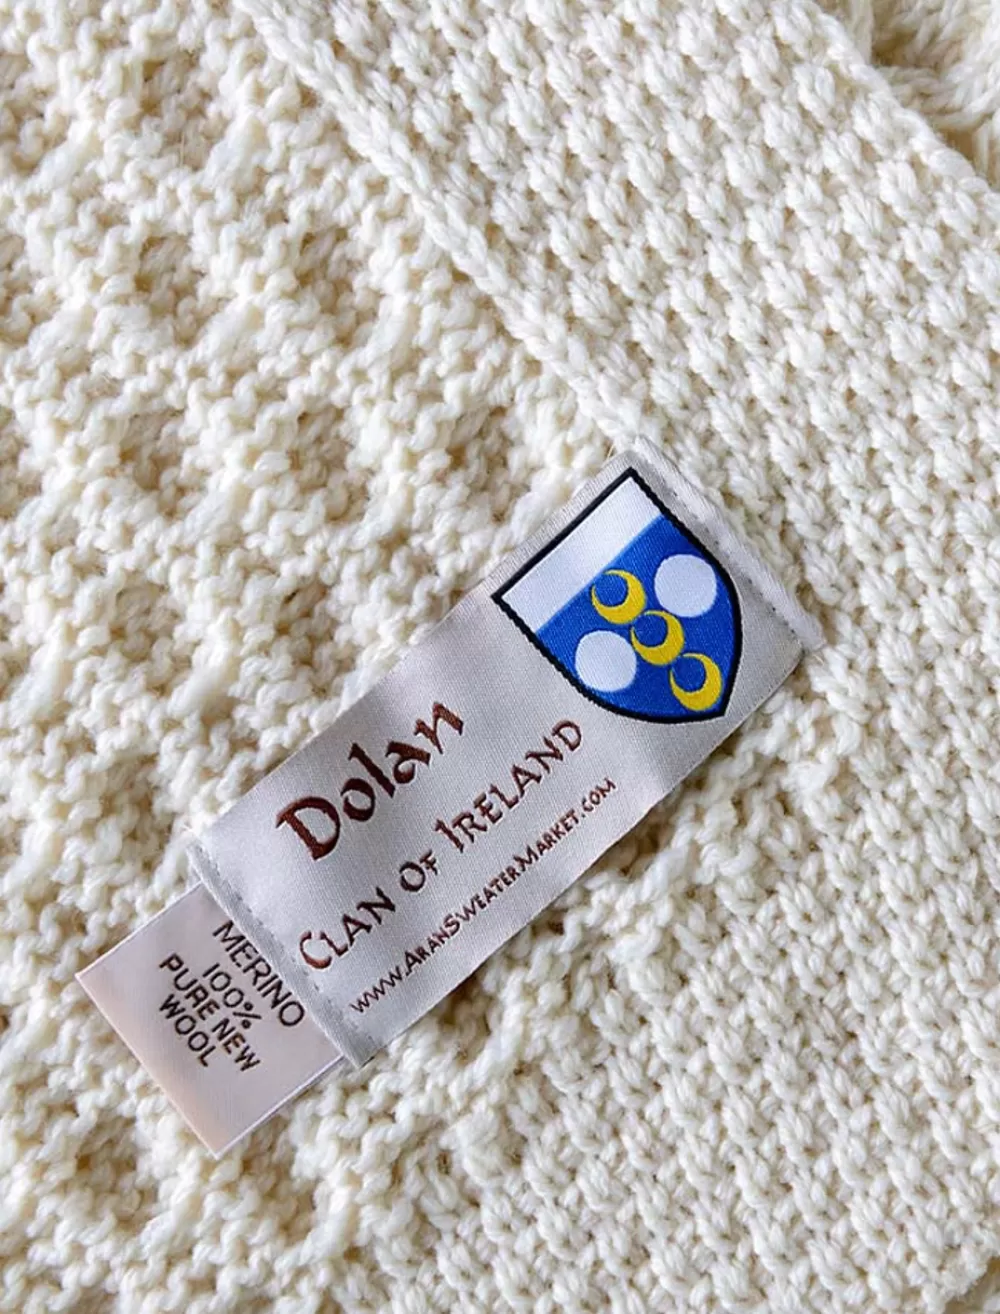 Dolan
Clan Of Ireland
www.AranSweaterMarket.com
MERINO
100%
PURE NEW
WOOL